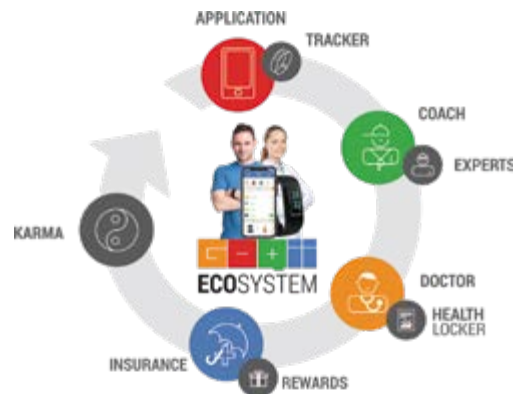 APPLICATION
TRACKER
COACH
EXPERTS
DOCTOR
HEALTH
LOCKER
REWARDS
INSURANCE
KARMA
ECOSYSTEM